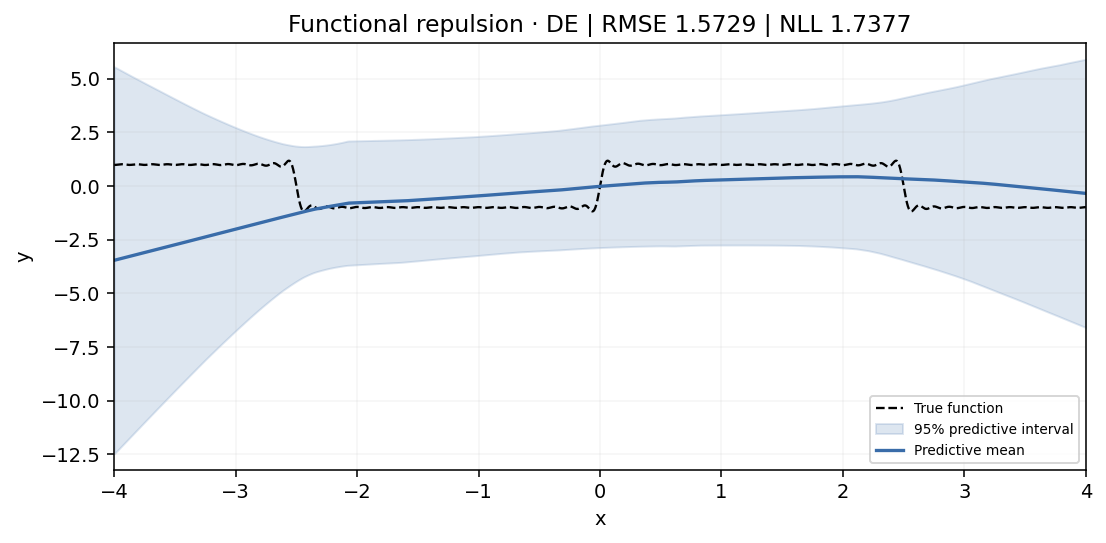 Functional repulsion · DE | RMSE 1.5729 | NLL 1.7377
y
5.0
2.5
0.0
−2.5
−5.0
−7.5
−10.0
−12.5
True function
95% predictive interval
Predictive mean
−4
−3
−2
−1
0
1
2
3
4
x